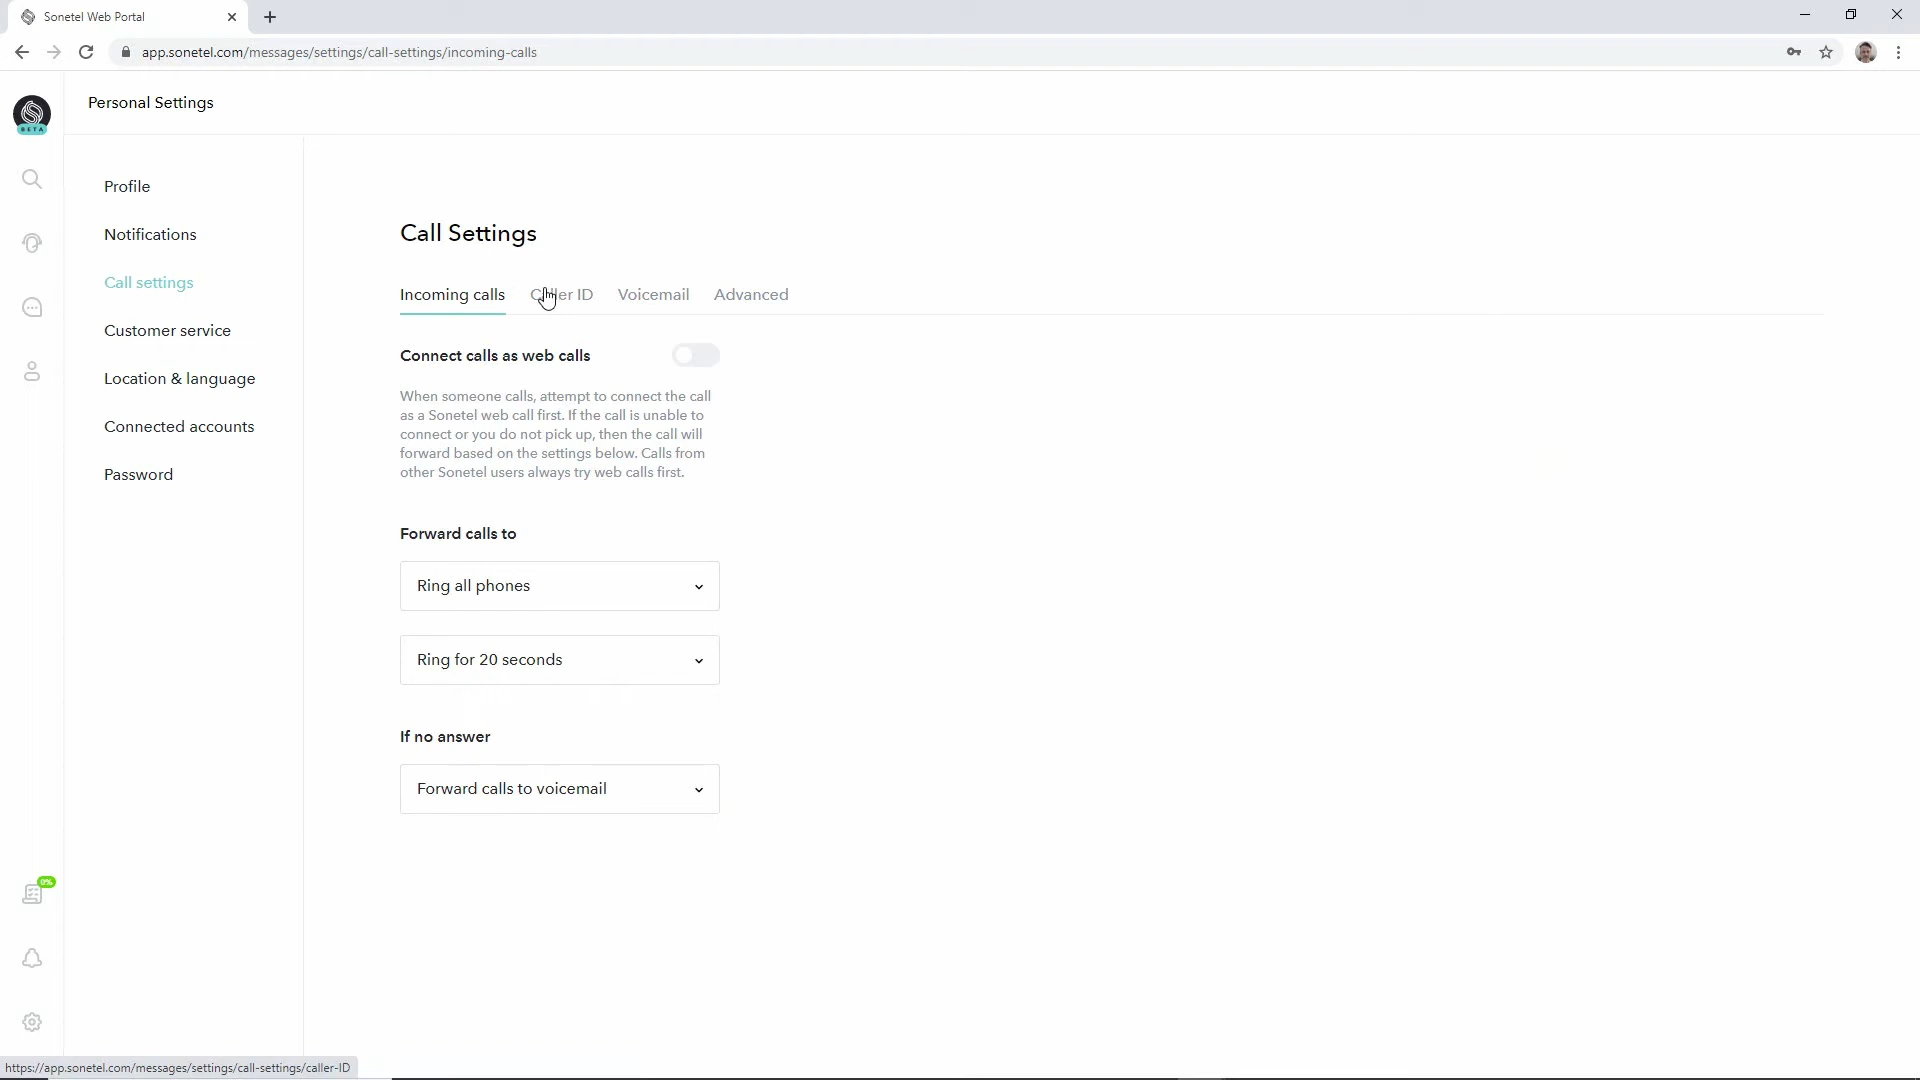 Sonetel Web Portal
app.sonetel.com/messages/settings/call-settings/incoming-calls
BETA
Personal Settings
Profile
Notifications
Call settings
Customer service
Location & language
Connected accounts
Password
Call Settings
Incoming calls Caller ID Voicemail Advanced
Connect calls as web calls
When someone calls, attempt to connect the call
as a Sonetel web call first. If the call is unable to
connect or you do not pick up, then the call will
forward based on the settings below. Calls from
other Sonetel users always try web calls first.
Forward calls to
Ring all phones
Ring for 20 seconds
If no answer
Forward calls to voicemail
0%
https://app.sonetel.com/messages/settings/call-settings/caller-ID